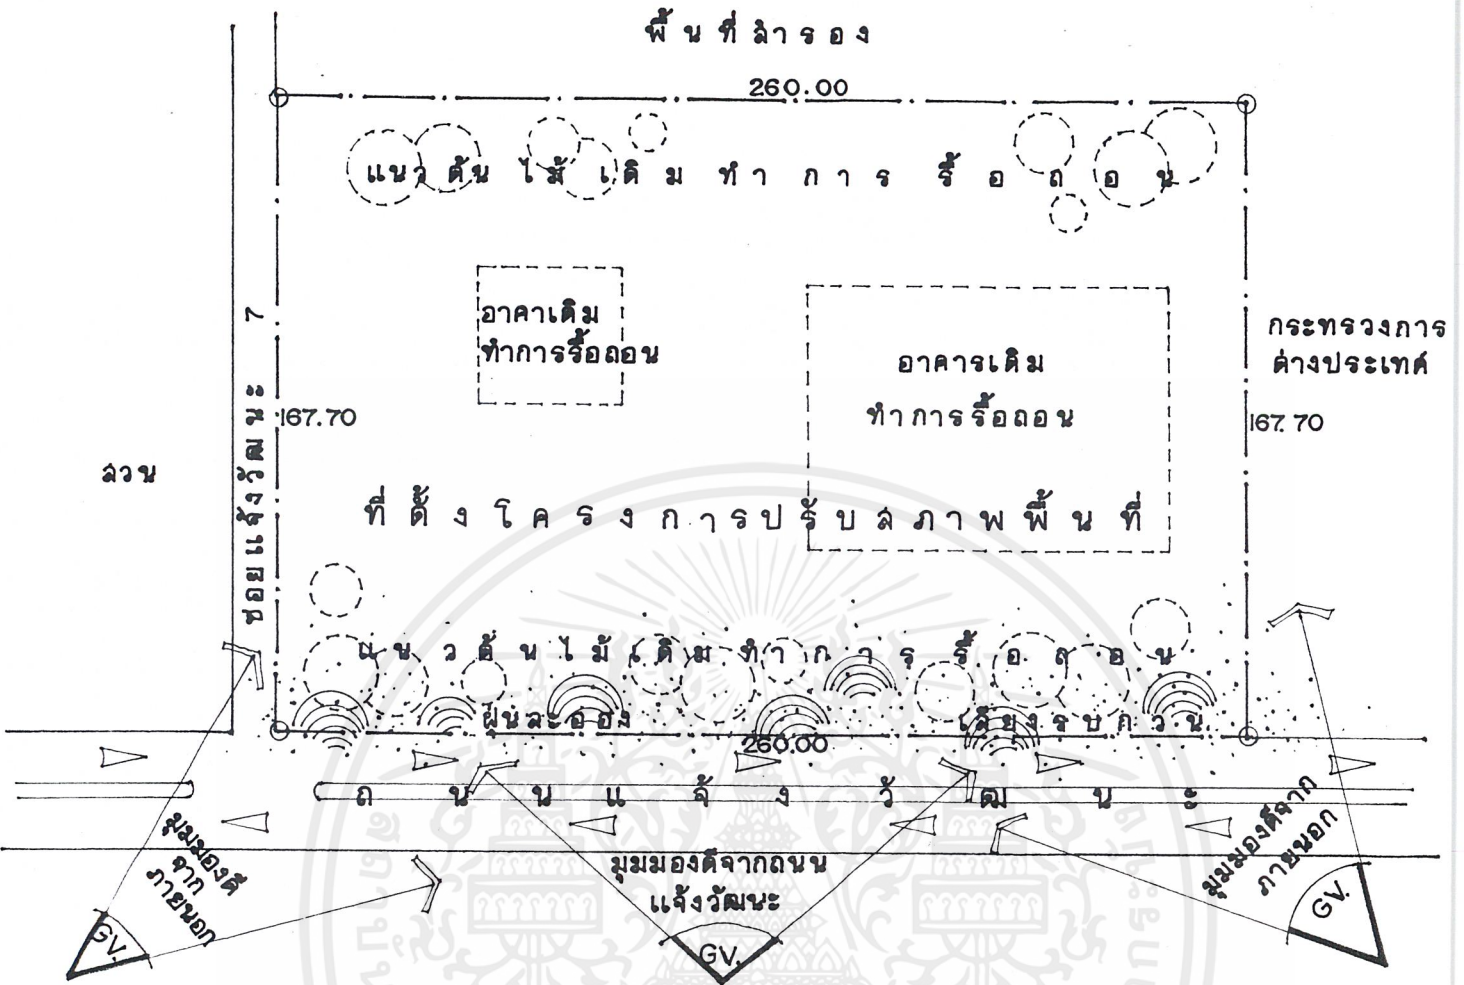 พื้นที่สำรอง
260.00
แนวต้นไม้เดิมทำการรื้อถอน
อาคาเดิม
ทำการรื้อถอน
อาคารเดิม
ทำการรื้อถอน
กระทรวงการ
ต่างประเทศ
ซอยแจ้งวัฒนะ 7
167.70
167.70
สวน
ที่ตั้งโครงการปรับสภาพพื้นที่
แนวต้นไม้เดิมทำการรื้อถอน
ฝุ่นละออง
เสียงรบกวน
260.00
ถนนแจ้งวัฒนะ
มุมมองดี
จาก
ภายนอก
GV.
มุมมองดีจากถนน
แจ้งวัฒนะ
GV.
มุมมองดีจาก
ภายนอก
GV.